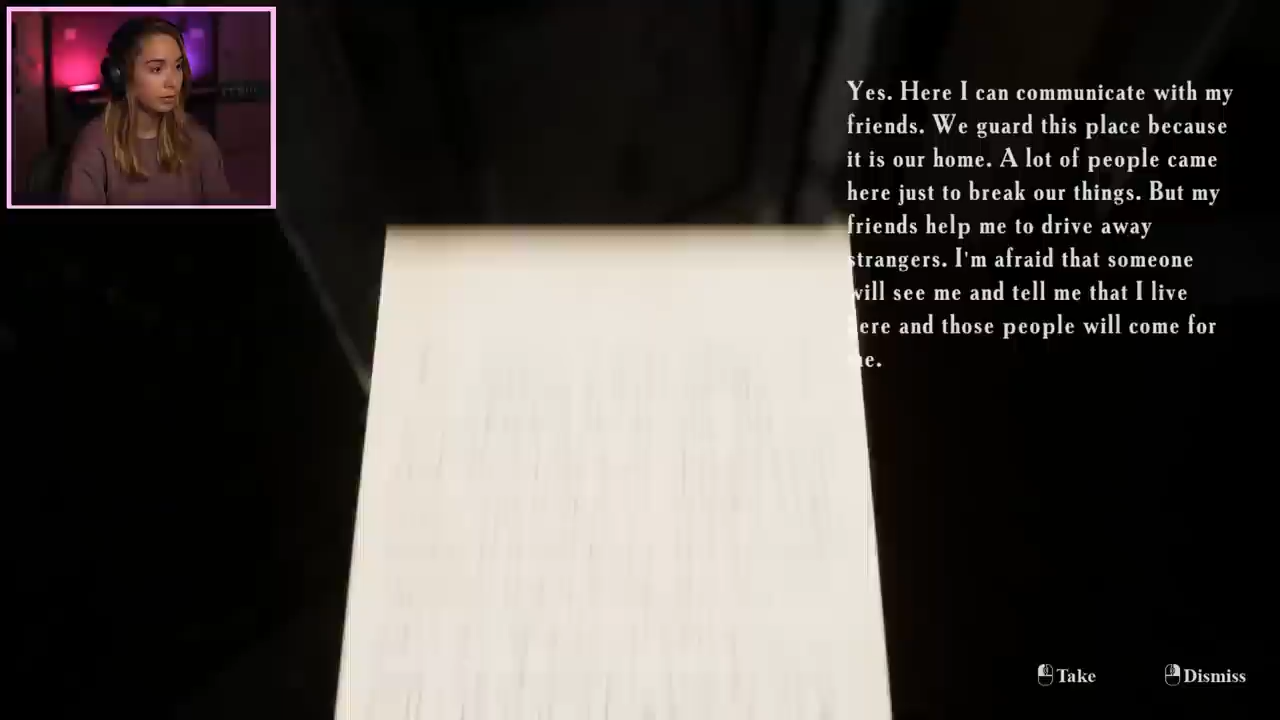 Yes. Here I can communicate with my
friends. We guard this place because
it is our home. A lot of people came
here just to break our things. But my
friends help me to drive away
strangers. I'm afraid that someone
will see me and tell me that I live
here and those people will come for
me.
Take
Dismiss